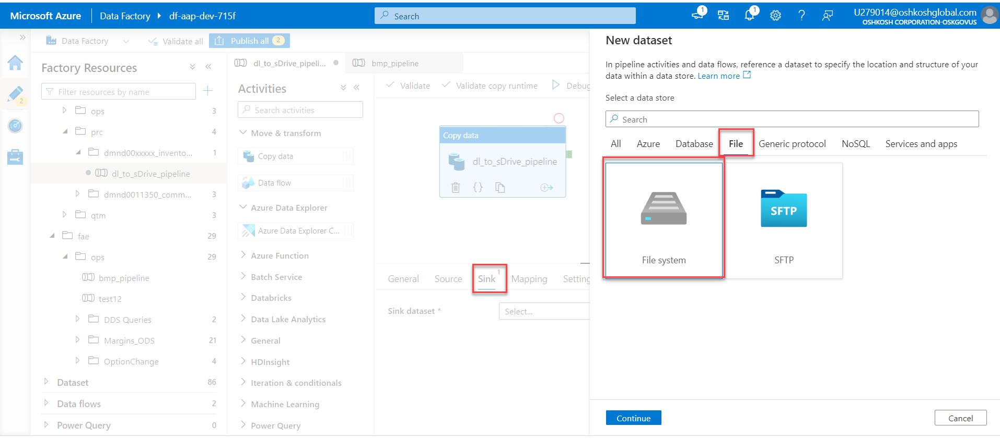 Microsoft Azure
Data Factory
df-aap-dev-715f
Search
1
1
U279014@oshkoshglobal.com
OSHKOSH CORPORATION-OSKGOVUS
Data Factory
Validate all
Publish all
2
2
Factory Resources
Filter resources by name
ops
3
prc
4
dmnd00xxxxx_invento...
1
dl_to_sDrive_pipeline
dmnd0011350_comm...
3
qtm
3
fae
29
ops
29
bmp_pipeline
test12
DDS Queries
2
Margins_ODS
21
OptionChange
4
Dataset
86
Data flows
2
Power Query
0
dl_to_sDrive_pipeli...
bmp_pipeline
Activities
Search activities
Move & transform
Copy data
Data flow
Azure Data Explorer
Azure Data Explorer C...
Azure Function
Batch Service
Databricks
Data Lake Analytics
General
HDInsight
Iteration & conditionals
Machine Learning
Power Query
Validate
Validate copy runtime
Debug
Copy data
dl_to_sDrive_pipeline
{}
General
Source
Sink
1
Mapping
Setting
Sink dataset *
Select...
New dataset
In pipeline activities and data flows, reference a dataset to specify the location and structure of your
data within a data store. Learn more
Select a data store
Search
All
Azure
Database
File
Generic protocol
NoSQL
Services and apps
File system
SFTP
SFTP
Continue
Cancel